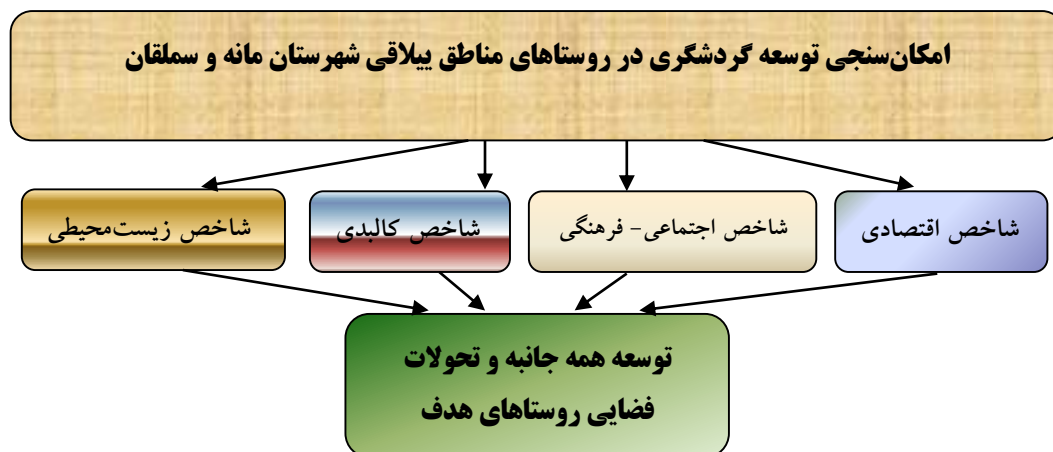 امکان‌سنجی توسعه گردشگری در روستاهای مناطق ییلاقی شهرستان مانه و سملقان
شاخص اقتصادی
شاخص اجتماعی- فرهنگی
شاخص کالبدی
شاخص زیست‌محیطی
توسعه همه جانبه و تحولات
فضایی روستاهای هدف